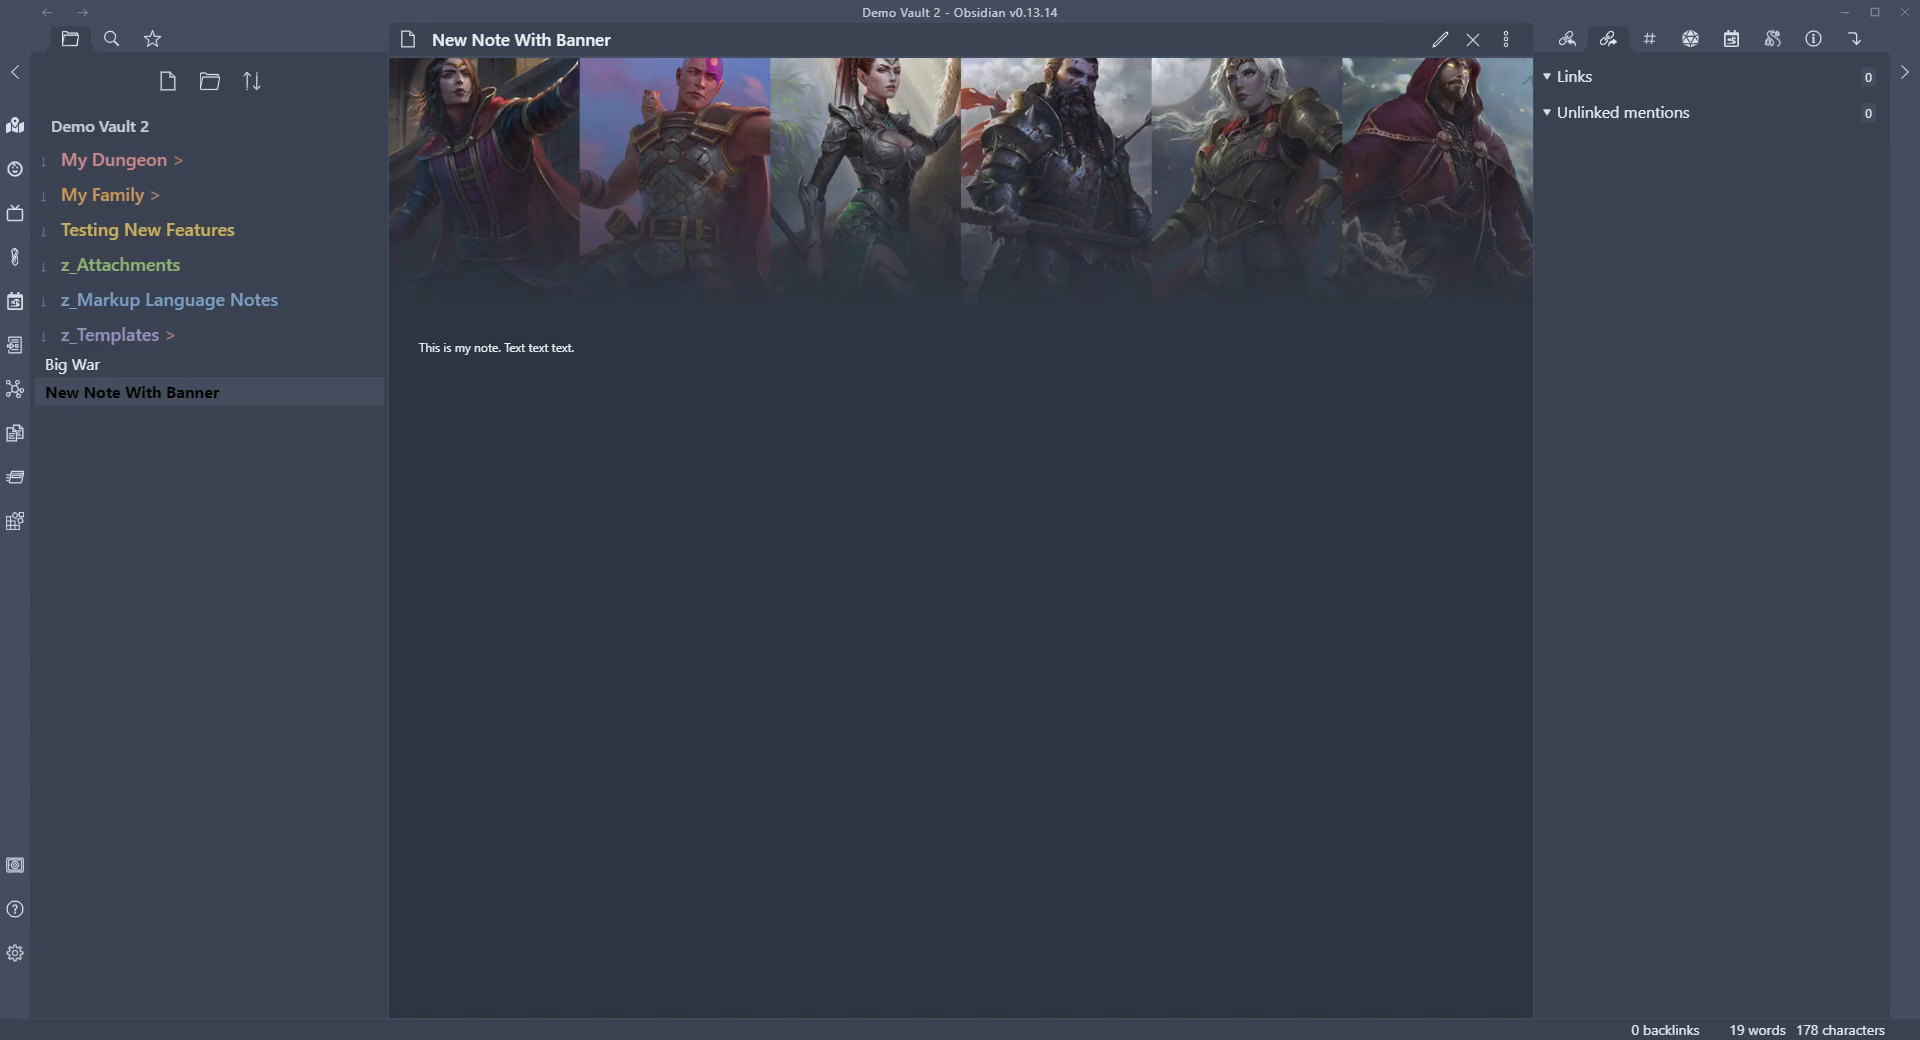 Demo Vault 2 - Obsidian v0.13.14
New Note With Banner
Demo Vault 2
My Dungeon >
My Family >
Testing New Features
z_Attachments
z_Markup Language Notes
z_Templates >
Big War
New Note With Banner
This is my note. Text text text.
Links 0
Unlinked mentions 0
0 backlinks 19 words 178 characters